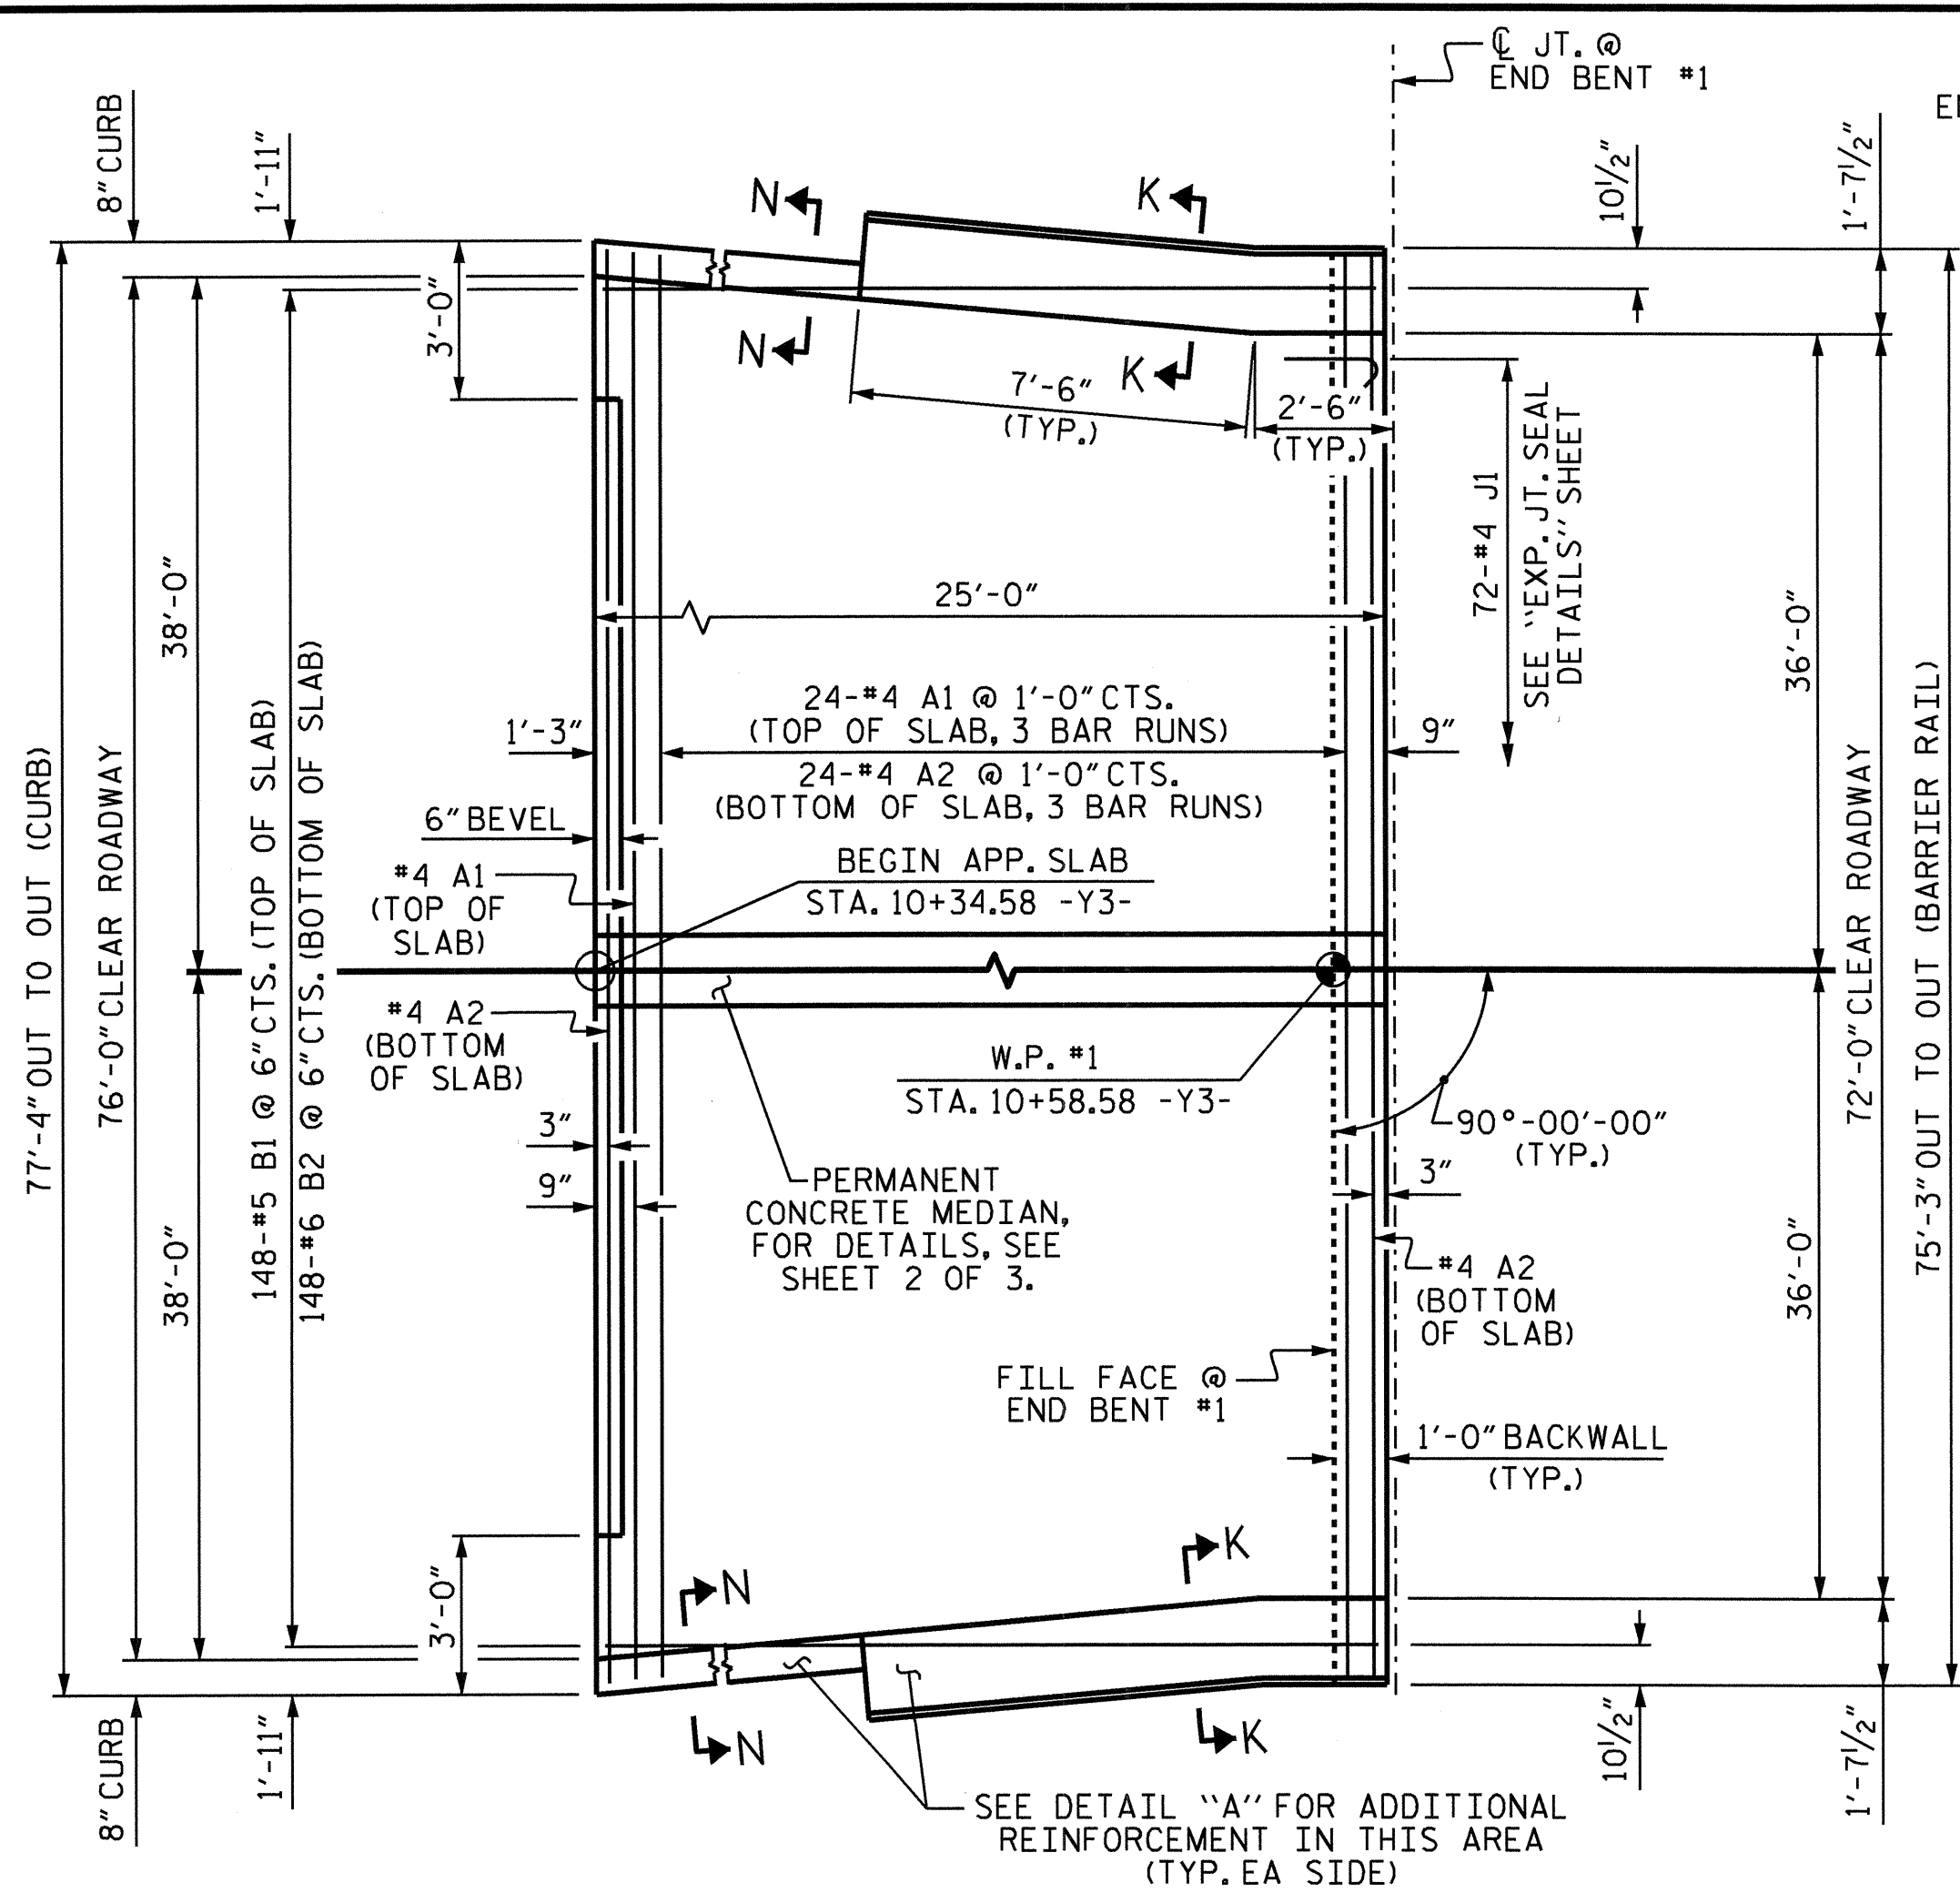 ℄ JT. @
END BENT #1
8" CURB
1'-11"
10½"
1'-7½"
N
K
3'-0"
N
K
7'-6"
(TYP.)
2'-6"
(TYP.)
72-#4 J1
SEE "EXP. JT. SEAL
DETAILS" SHEET
38'-0"
25'-0"
36'-0"
77'-4" OUT TO OUT (CURB)
76'-0" CLEAR ROADWAY
148-#5 B1 @ 6" CTS. (TOP OF SLAB)
148-#6 B2 @ 6" CTS. (BOTTOM OF SLAB)
24-#4 A1 @ 1'-0" CTS.
(TOP OF SLAB, 3 BAR RUNS)
24-#4 A2 @ 1'-0" CTS.
(BOTTOM OF SLAB, 3 BAR RUNS)
1'-3"
9"
6" BEVEL
#4 A1
(TOP OF
SLAB)
BEGIN APP. SLAB
STA. 10+34.58 -Y3-
72'-0" CLEAR ROADWAY
75'-3" OUT TO OUT (BARRIER RAIL)
#4 A2
(BOTTOM
OF SLAB)
W.P. #1
STA. 10+58.58 -Y3-
90°-00'-00"
(TYP.)
3"
9"
PERMANENT
CONCRETE MEDIAN,
FOR DETAILS, SEE
SHEET 2 OF 3.
3"
38'-0"
36'-0"
#4 A2
(BOTTOM
OF SLAB)
FILL FACE @
END BENT #1
1'-0" BACKWALL
(TYP.)
3'-0"
N
K
N
K
8" CURB
1'-11"
10½"
1'-7½"
SEE DETAIL "A" FOR ADDITIONAL
REINFORCEMENT IN THIS AREA
(TYP. EA SIDE)